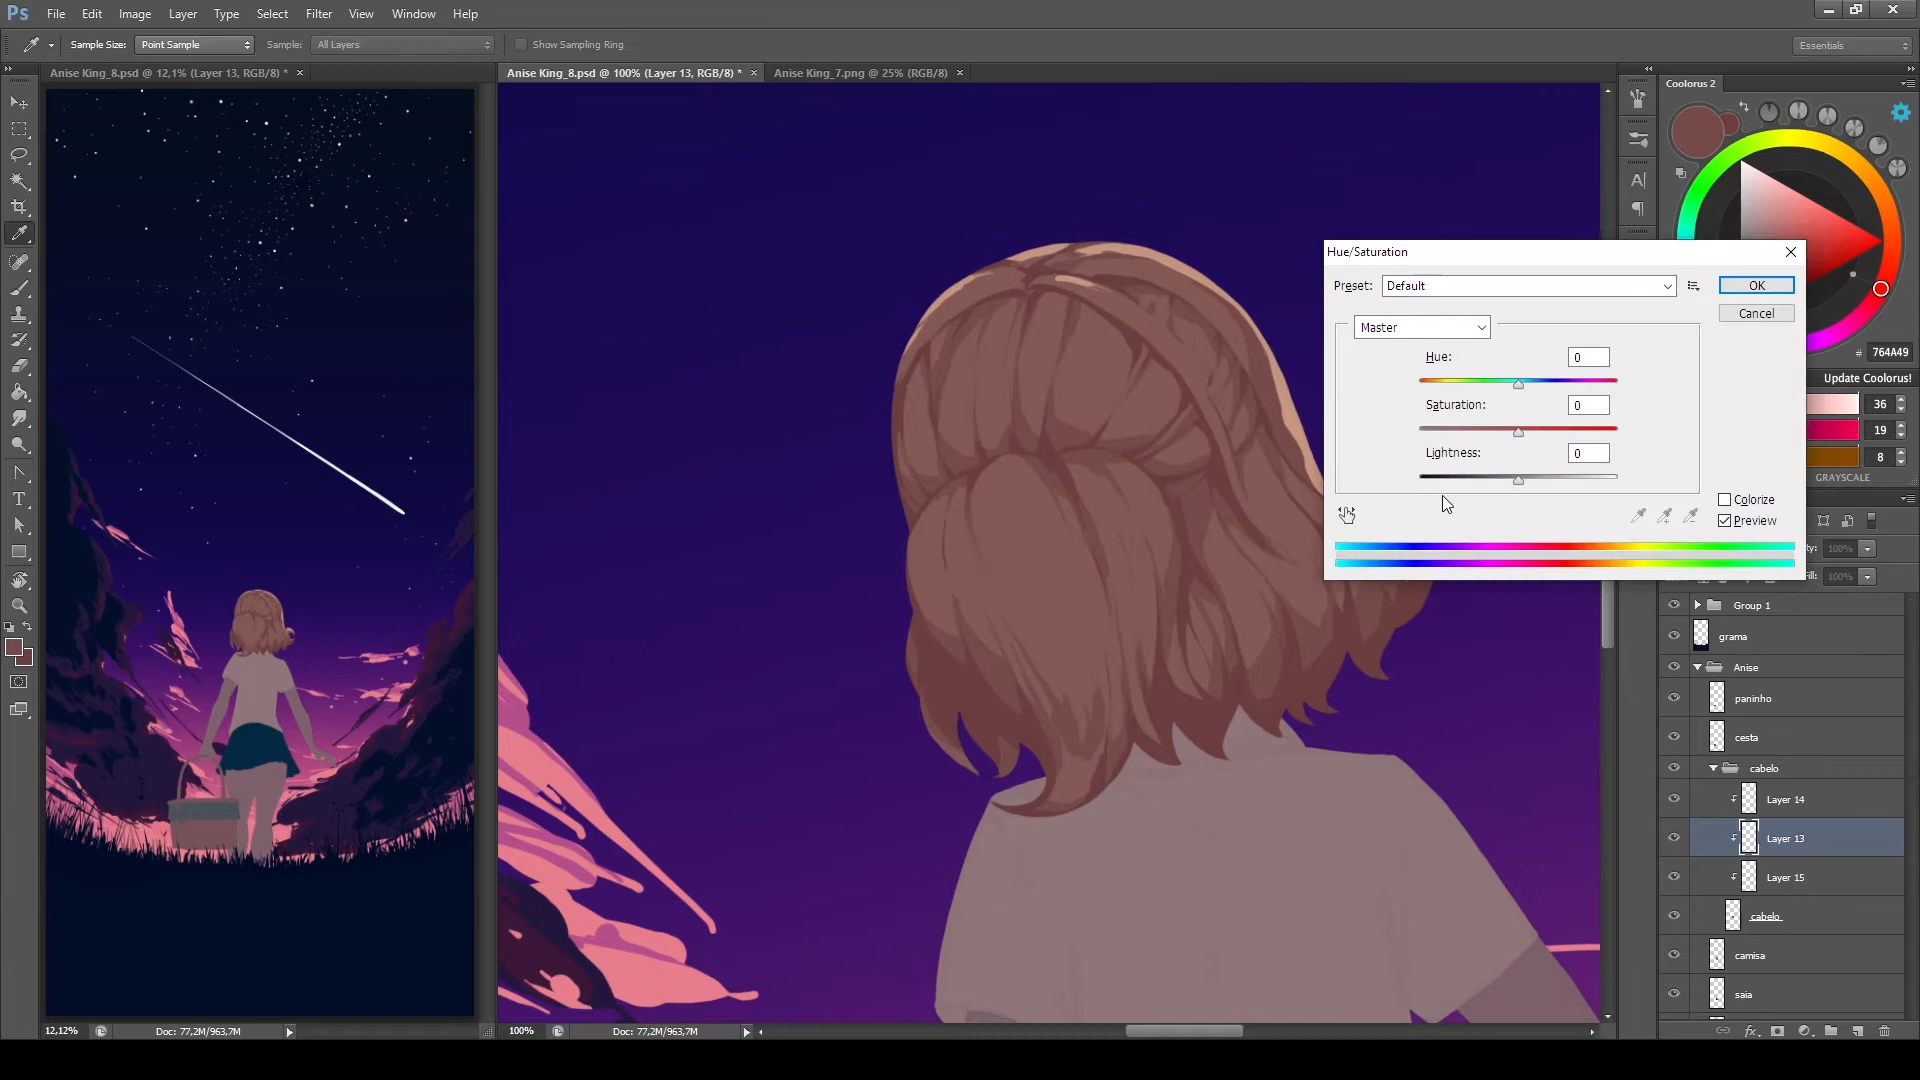 Ps File Edit Image Layer Type Select Filter View Window Help
Sample Size: Point Sample Sample: All Layers Show Sampling Ring Essentials
Anise King_8.psd @ 12,1% (Layer 13, RGB/8) * ×
Anise King_8.psd @ 100% (Layer 13, RGB/8) * × Anise King_7.png @ 25% (RGB/8) ×
Coolorus 2
# 764A49
Update Coolorus!
36
19
8
GRAYSCALE
Hue/Saturation
Preset: Default
OK
Cancel
Master
Hue: 0
Saturation: 0
Lightness: 0
Colorize
Preview
100%
Fill: 100%
Group 1
grama
Anise
paninho
cesta
cabelo
Layer 14
Layer 13
Layer 15
cabelo
camisa
saia
fx
12,12% Doc: 77,2M/963,7M
100% Doc: 77,2M/963,7M